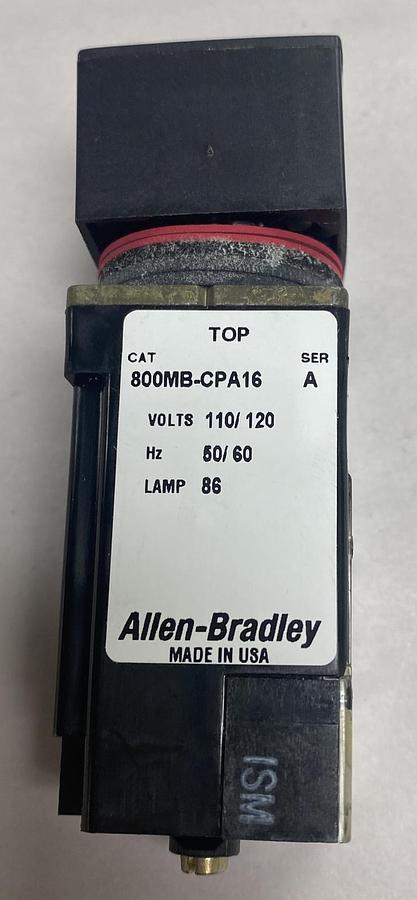 TOP
CAT SER
800MB-CPA16 A
VOLTS 110/ 120
Hz 50/ 60
LAMP 86
Allen-Bradley
MADE IN USA
ISM